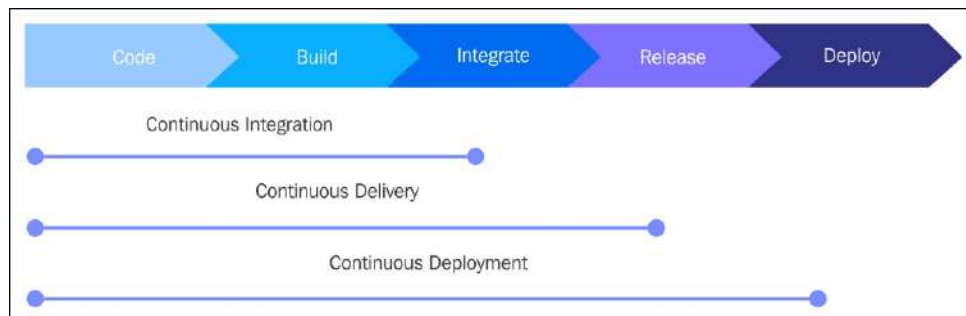 Code Build Integrate Release Deploy
Continuous Integration
Continuous Delivery
Continuous Deployment